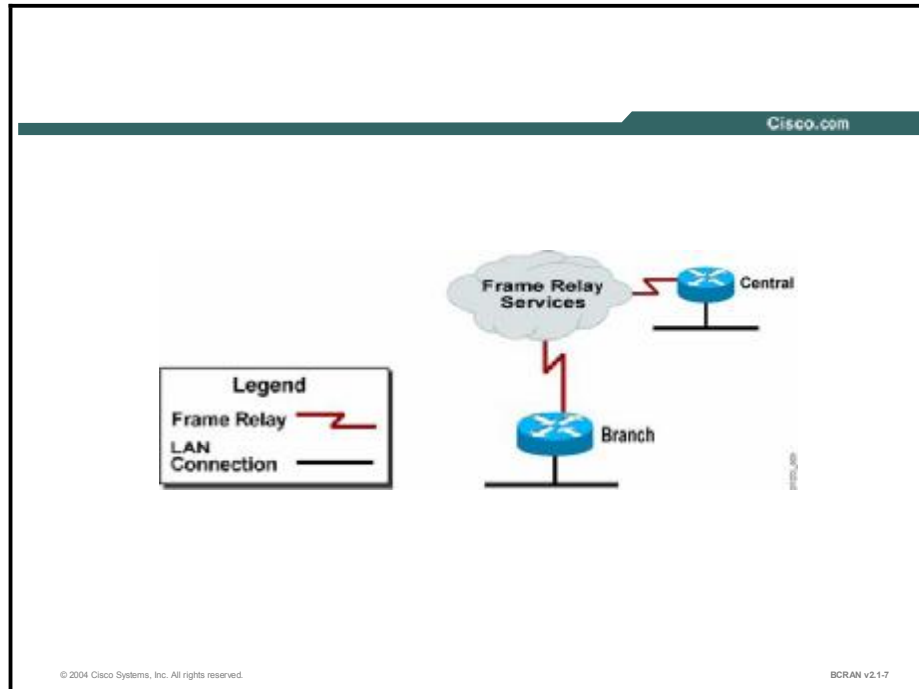 Cisco.com
Frame Relay
Services
Central
Legend
Frame Relay
LAN
Connection
Branch
© 2004 Cisco Systems, Inc. All rights reserved.
BCRAN v2.1-7